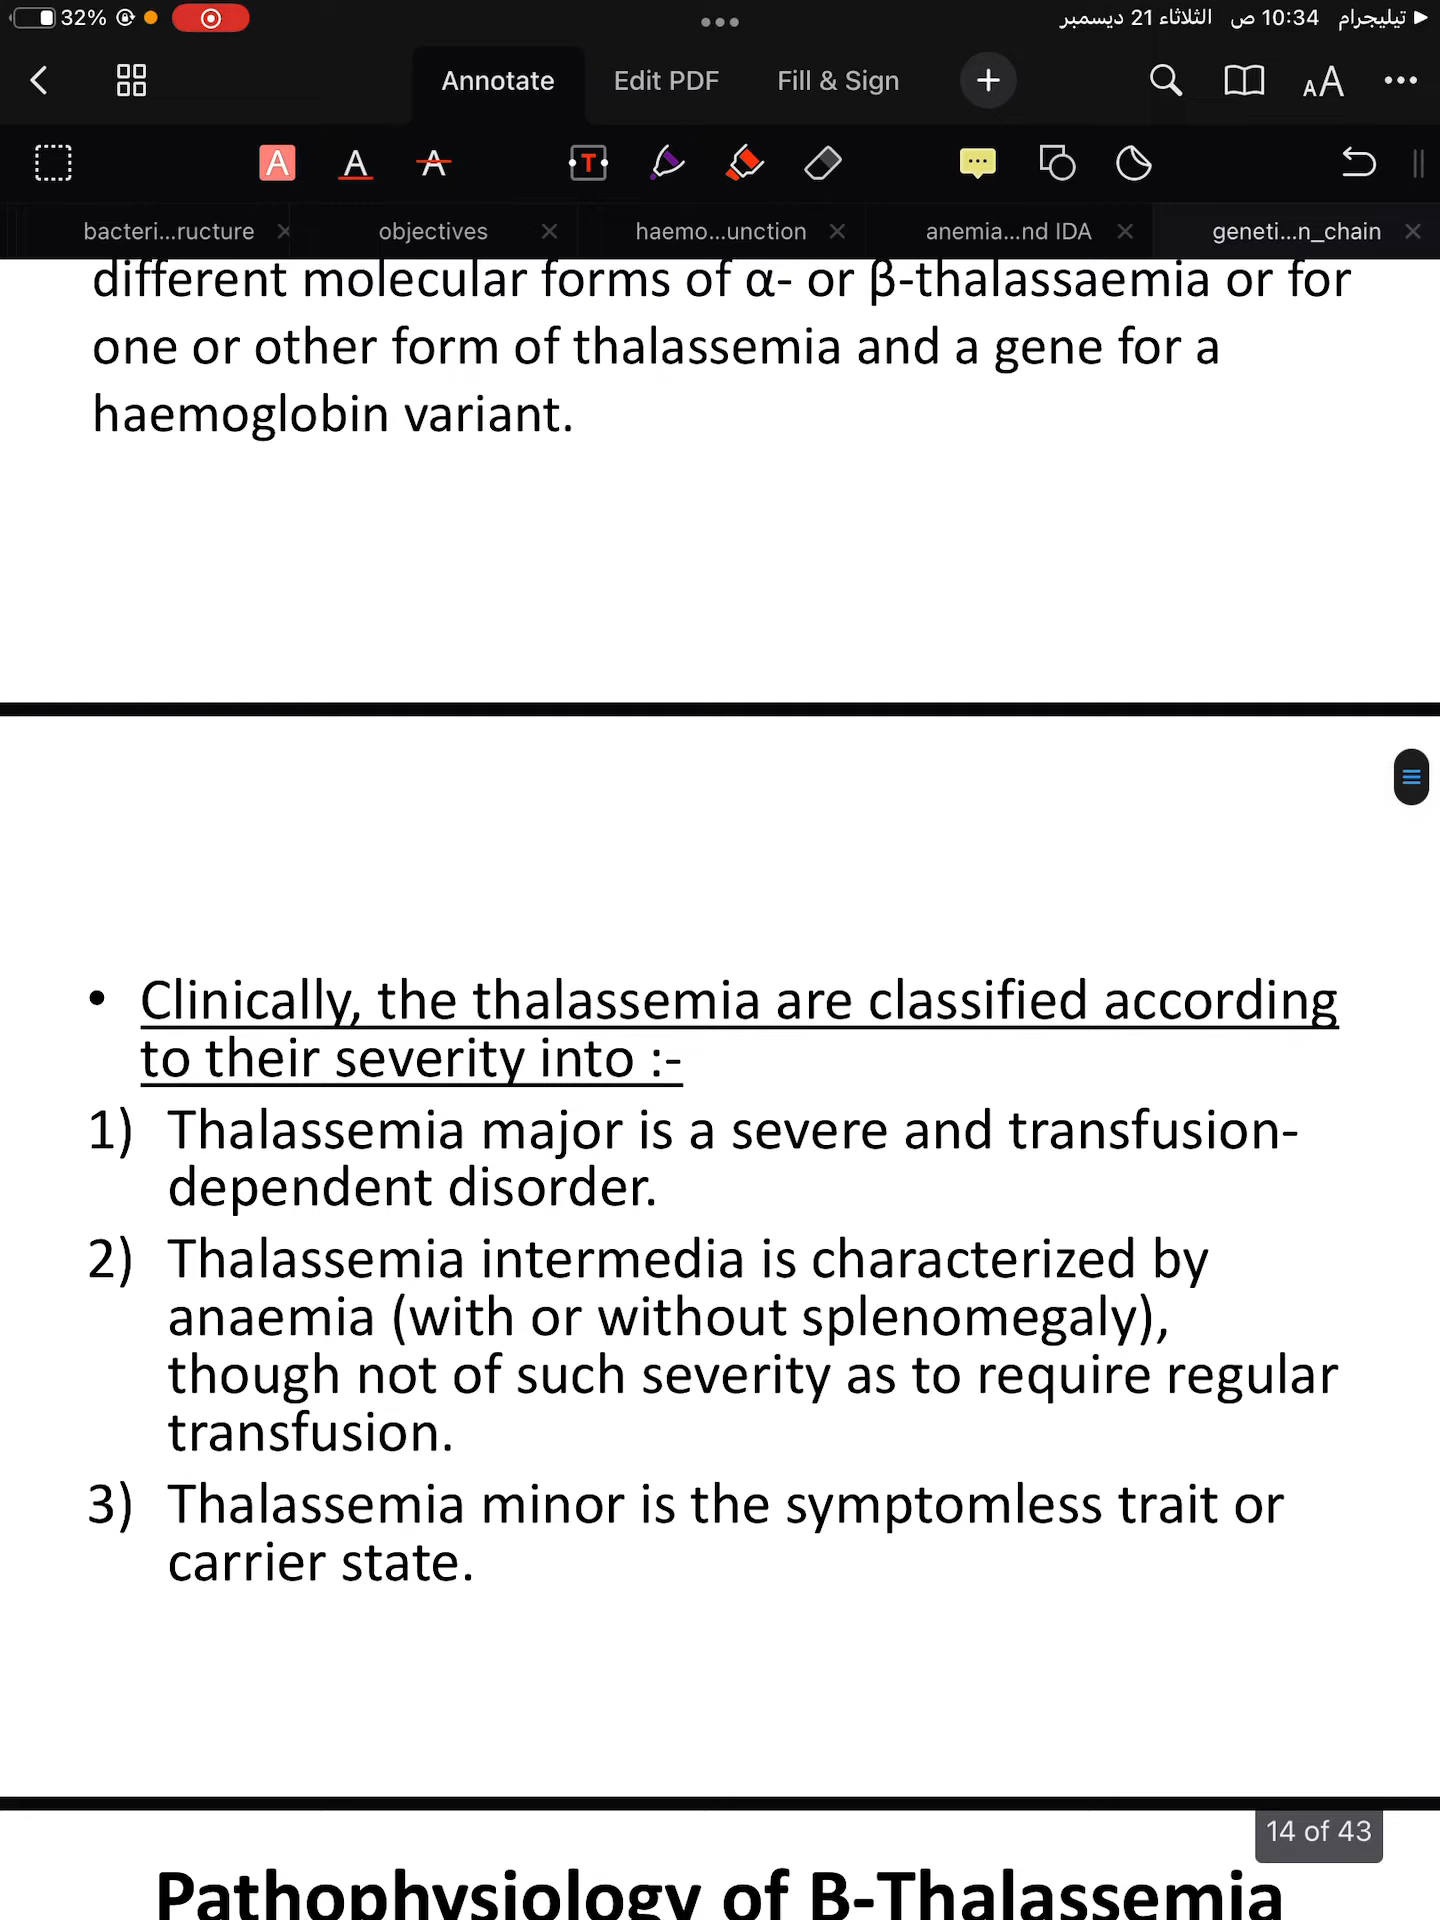 32%
تيليجرام 10:34 ص الثلاثاء 21 ديسمبر
Annotate Edit PDF Fill & Sign
AA
A A A T
bacteri...ructure objectives haemo...unction anemia...nd IDA geneti...n_chain
different molecular forms of α- or β-thalassaemia or for
one or other form of thalassemia and a gene for a
haemoglobin variant.
• Clinically, the thalassemia are classified according
to their severity into :-
1) Thalassemia major is a severe and transfusion-
dependent disorder.
2) Thalassemia intermedia is characterized by
anaemia (with or without splenomegaly),
though not of such severity as to require regular
transfusion.
3) Thalassemia minor is the symptomless trait or
carrier state.
14 of 43
Pathophysiology of B-Thalassemia